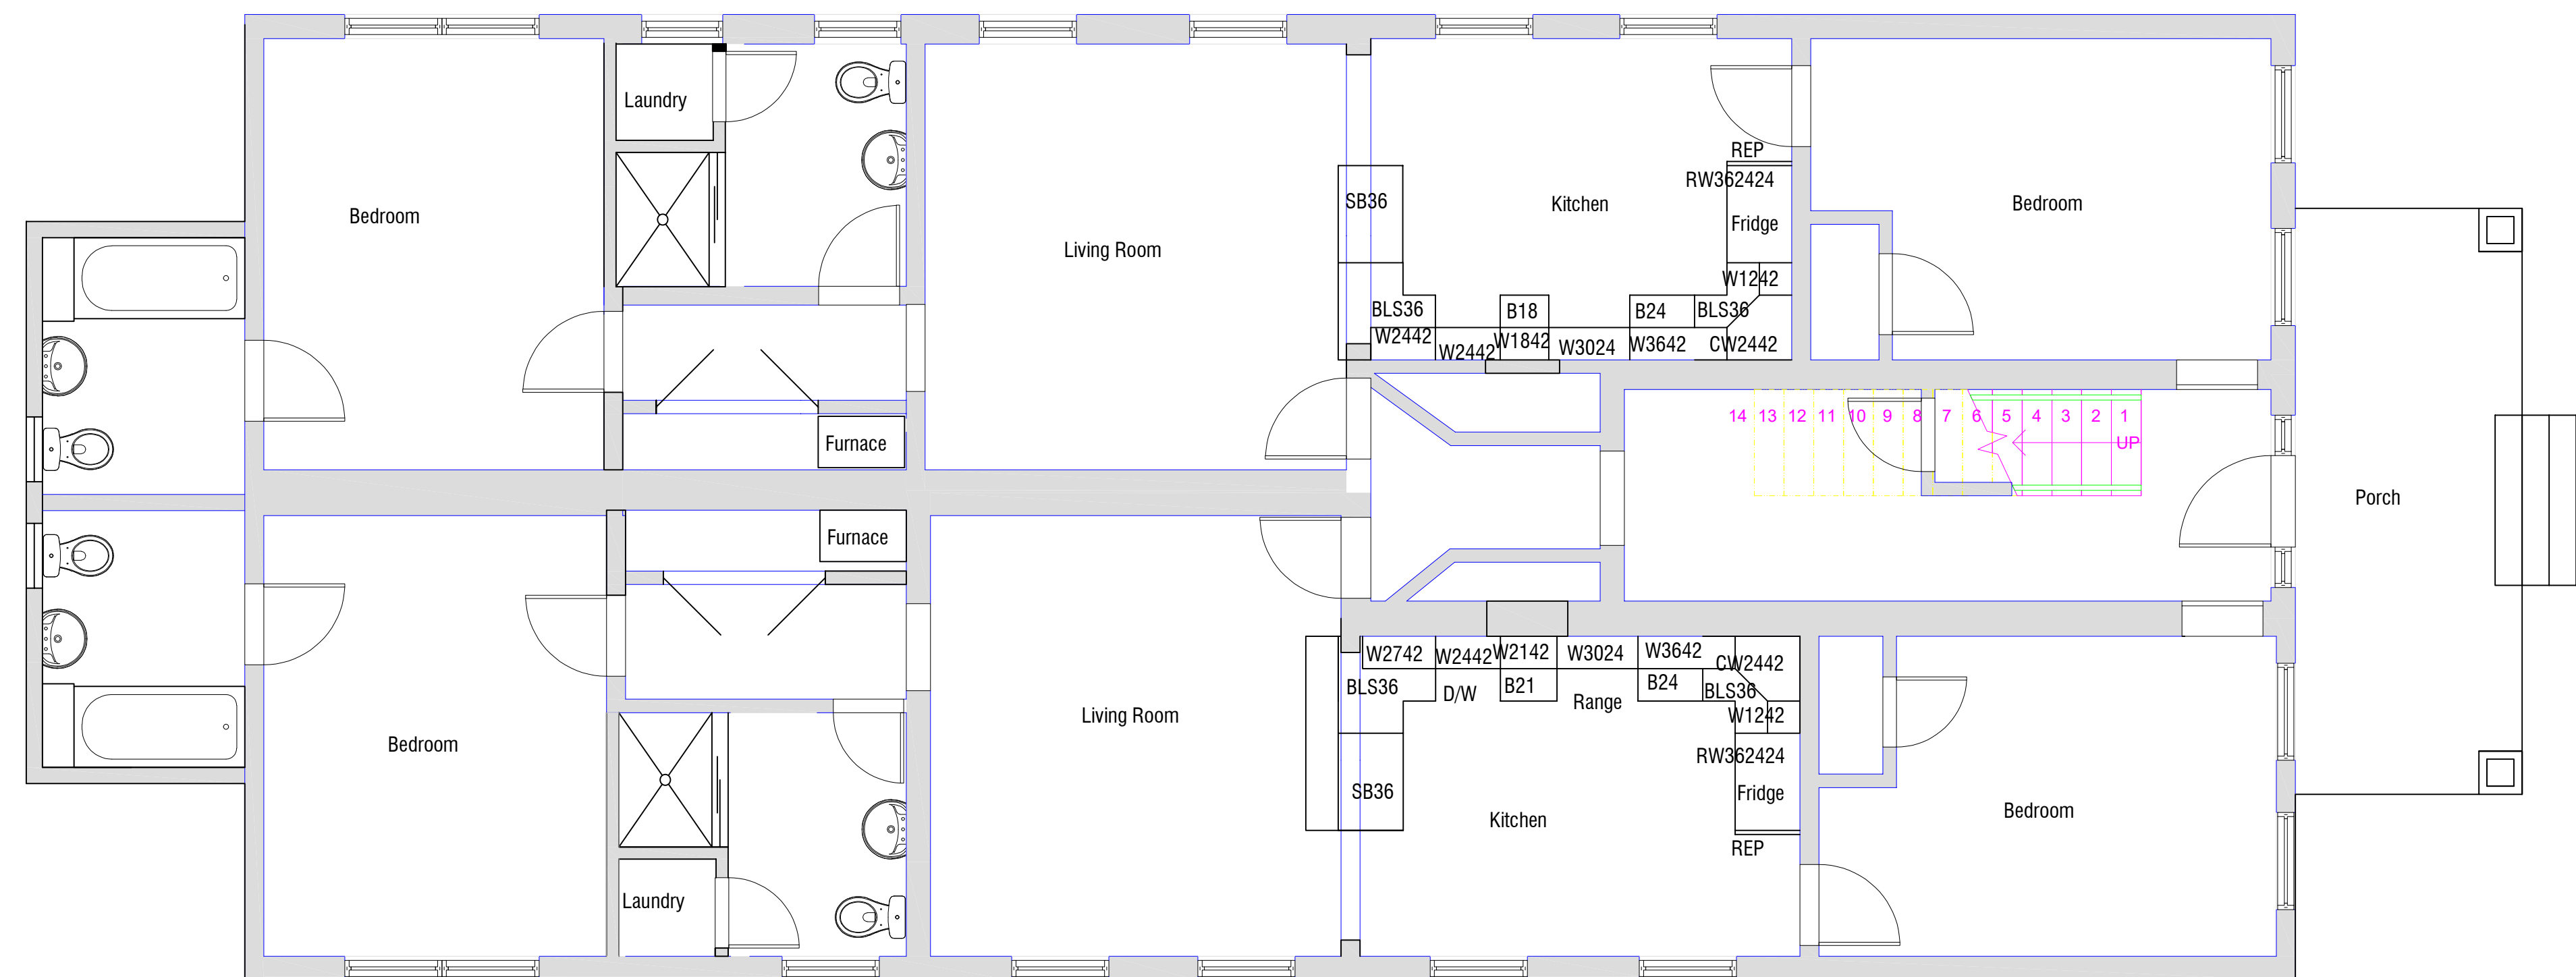 Laundry
Bedroom
Living Room
SB36
Kitchen
REP
RW362424
Fridge
W1242
Bedroom
BLS36
B18
B24
BLS36
W2442
W2442
W1842
W3024
W3642
CW2442
Furnace
14 13 12 11 10 9 8 7 6 5 4 3 2 1
UP
Porch
Furnace
W2742
W2442
W2142
W3024
W3642
CW2442
BLS36
D/W
B21
Range
B24
BLS36
W1242
Bedroom
Living Room
RW362424
SB36
Fridge
Kitchen
REP
Bedroom
Laundry